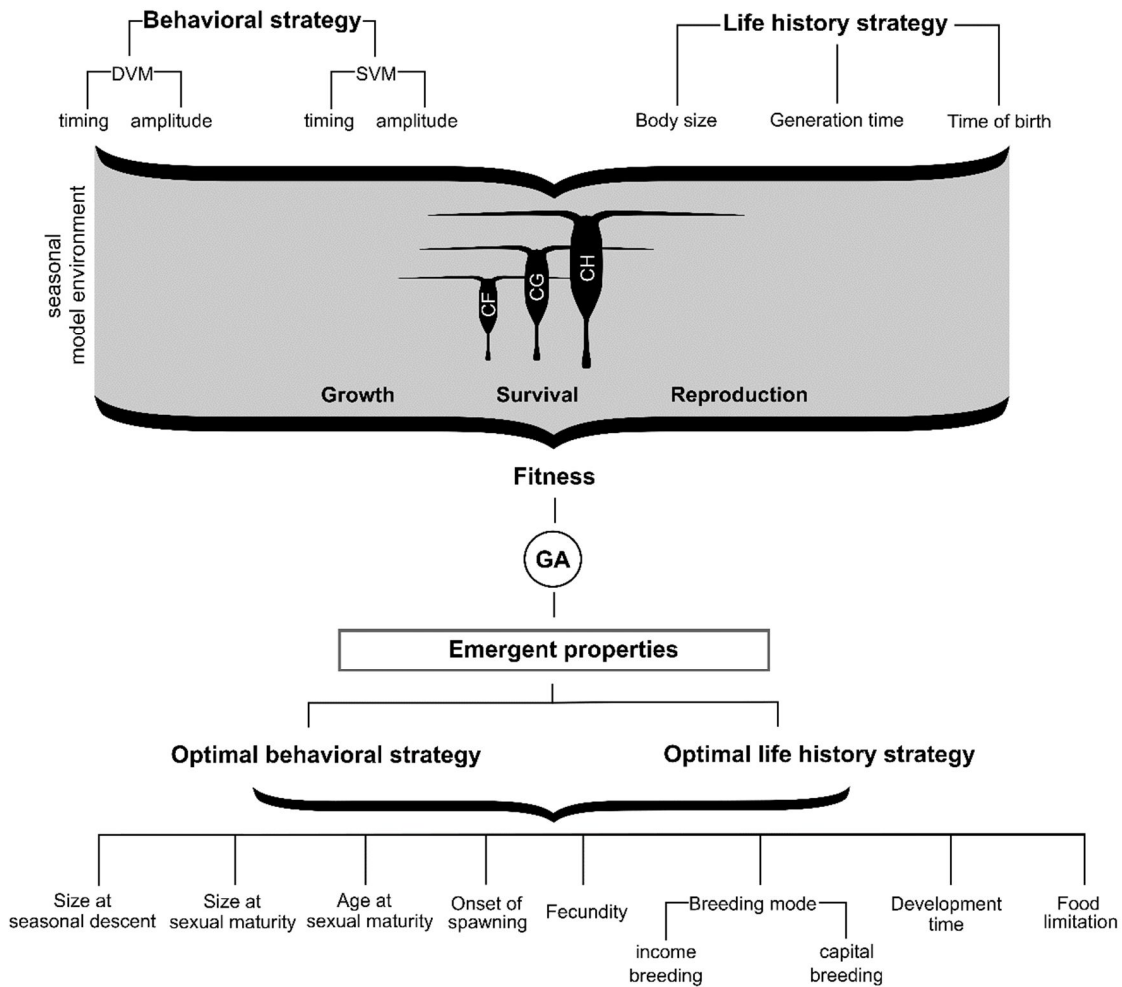 Behavioral strategy
Life history strategy
DVM
SVM
timing amplitude
timing amplitude
Body size
Generation time
Time of birth
seasonal
model environment
CF
CG
CH
Growth
Survival
Reproduction
Fitness
GA
Emergent properties
Optimal behavioral strategy
Optimal life history strategy
Size at
seasonal descent
Size at
sexual maturity
Age at
sexual maturity
Onset of
spawning
Fecundity
Breeding mode
income
breeding
capital
breeding
Development
time
Food
limitation